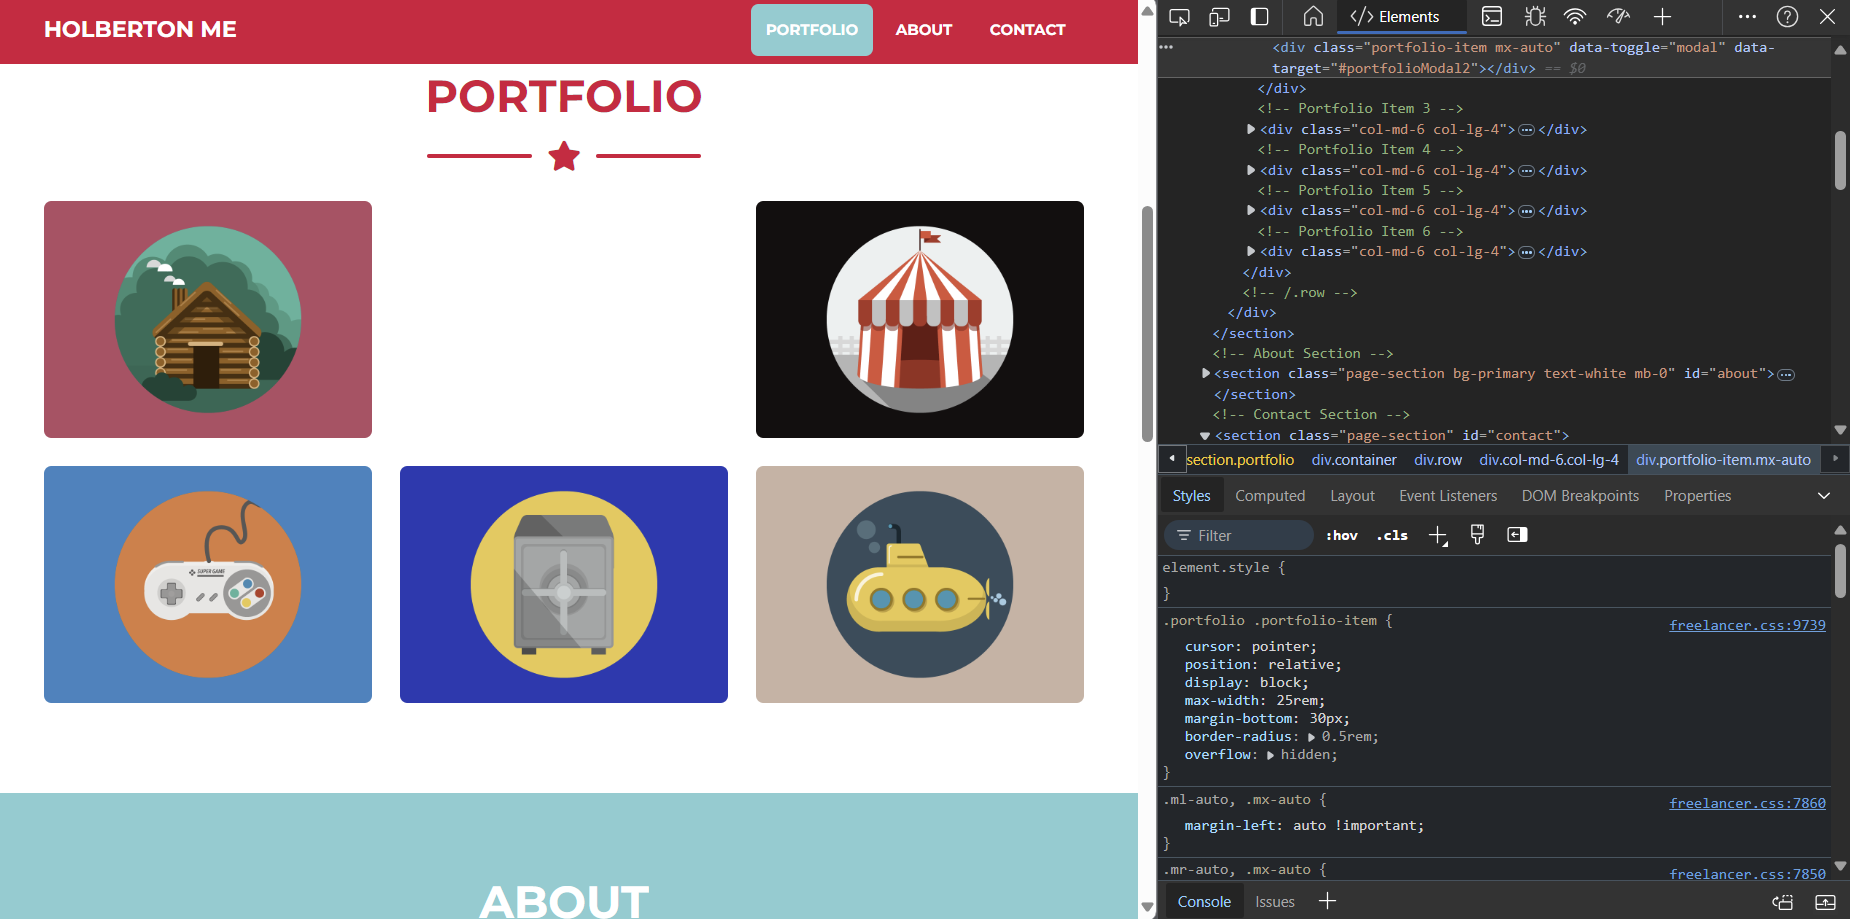 HOLBERTON ME
PORTFOLIO
ABOUT
CONTACT
PORTFOLIO
SUPER GAME
ABOUT
Elements
<div class="portfolio-item mx-auto" data-toggle="modal" data-
target="#portfolioModal2"></div> == $0
</div>
<!-- Portfolio Item 3 -->
<div class="col-md-6 col-lg-4">…</div>
<!-- Portfolio Item 4 -->
<div class="col-md-6 col-lg-4">…</div>
<!-- Portfolio Item 5 -->
<div class="col-md-6 col-lg-4">…</div>
<!-- Portfolio Item 6 -->
<div class="col-md-6 col-lg-4">…</div>
</div>
<!-- /.row -->
</div>
</section>
<!-- About Section -->
<section class="page-section bg-primary text-white mb-0" id="about">…
</section>
<!-- Contact Section -->
<section class="page-section" id="contact">
section.portfolio div.container div.row div.col-md-6.col-lg-4 div.portfolio-item.mx-auto
Styles Computed Layout Event Listeners DOM Breakpoints Properties
Filter :hov .cls
element.style {
}
.portfolio .portfolio-item { freelancer.css:9739
cursor: pointer;
position: relative;
display: block;
max-width: 25rem;
margin-bottom: 30px;
border-radius: 0.5rem;
overflow: hidden;
}
.ml-auto, .mx-auto { freelancer.css:7860
margin-left: auto !important;
}
.mr-auto, .mx-auto { freelancer.css:7850
Console Issues